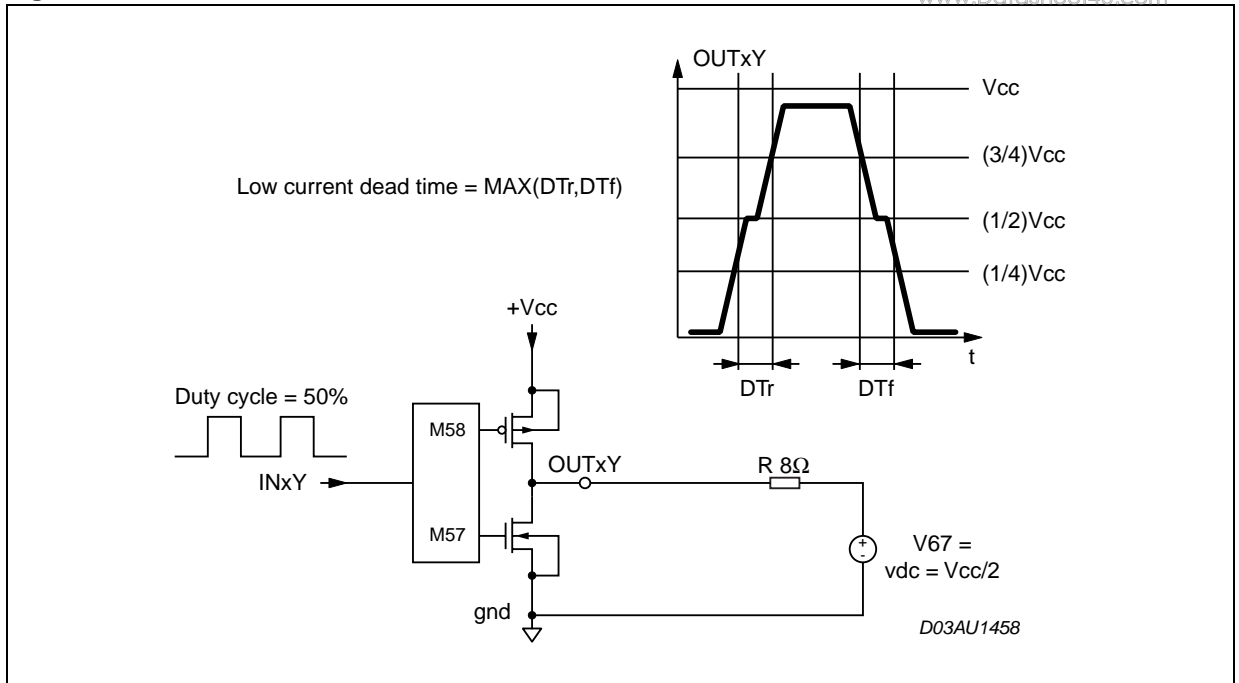 OUTxY
Vcc
(3/4)Vcc
Low current dead time = MAX(DTr,DTf)
(1/2)Vcc
(1/4)Vcc
+Vcc
t
DTr
DTf
Duty cycle = 50%
M58
OUTxY
R 8Ω
INxY
M57
+
-
V67 =
vdc = Vcc/2
gnd
D03AU1458